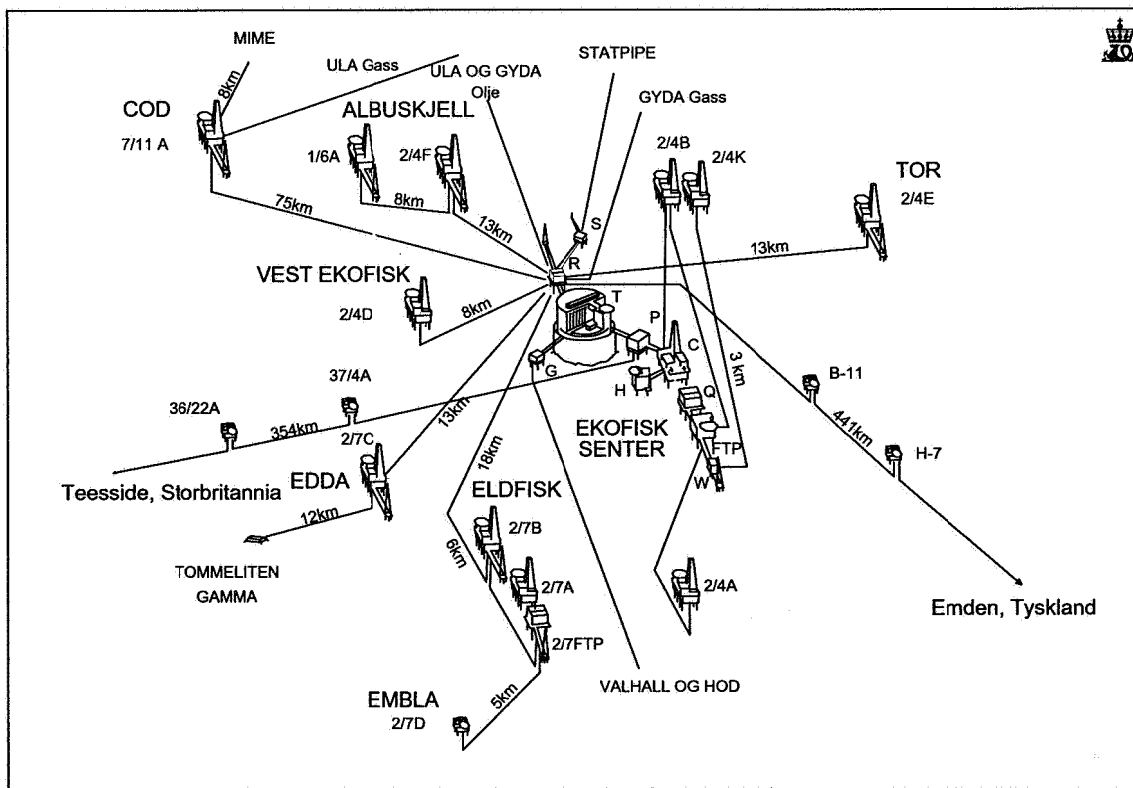 MIME
ULA Gass
ULA OG GYDA
Olje
STATPIPE
GYDA Gass
8km
COD
7/11 A
ALBUSKJELL
1/6A
2/4F
2/4B
2/4K
TOR
2/4E
75km
8km
13km
13km
S
R
VEST EKOFISK
2/4D
8km
T
P
C
G
H
Q
3 km
B-11
37/4A
36/22A
354km
13km
441km
EKOFISK
SENTER
FTP
W
H-7
2/7C
EDDA
Teesside, Storbritannia
12km
18km
ELDFISK
2/7B
6km
2/7A
2/4A
TOMMELITEN
GAMMA
Emden, Tyskland
2/7FTP
VALHALL OG HOD
EMBLA
2/7D
5km